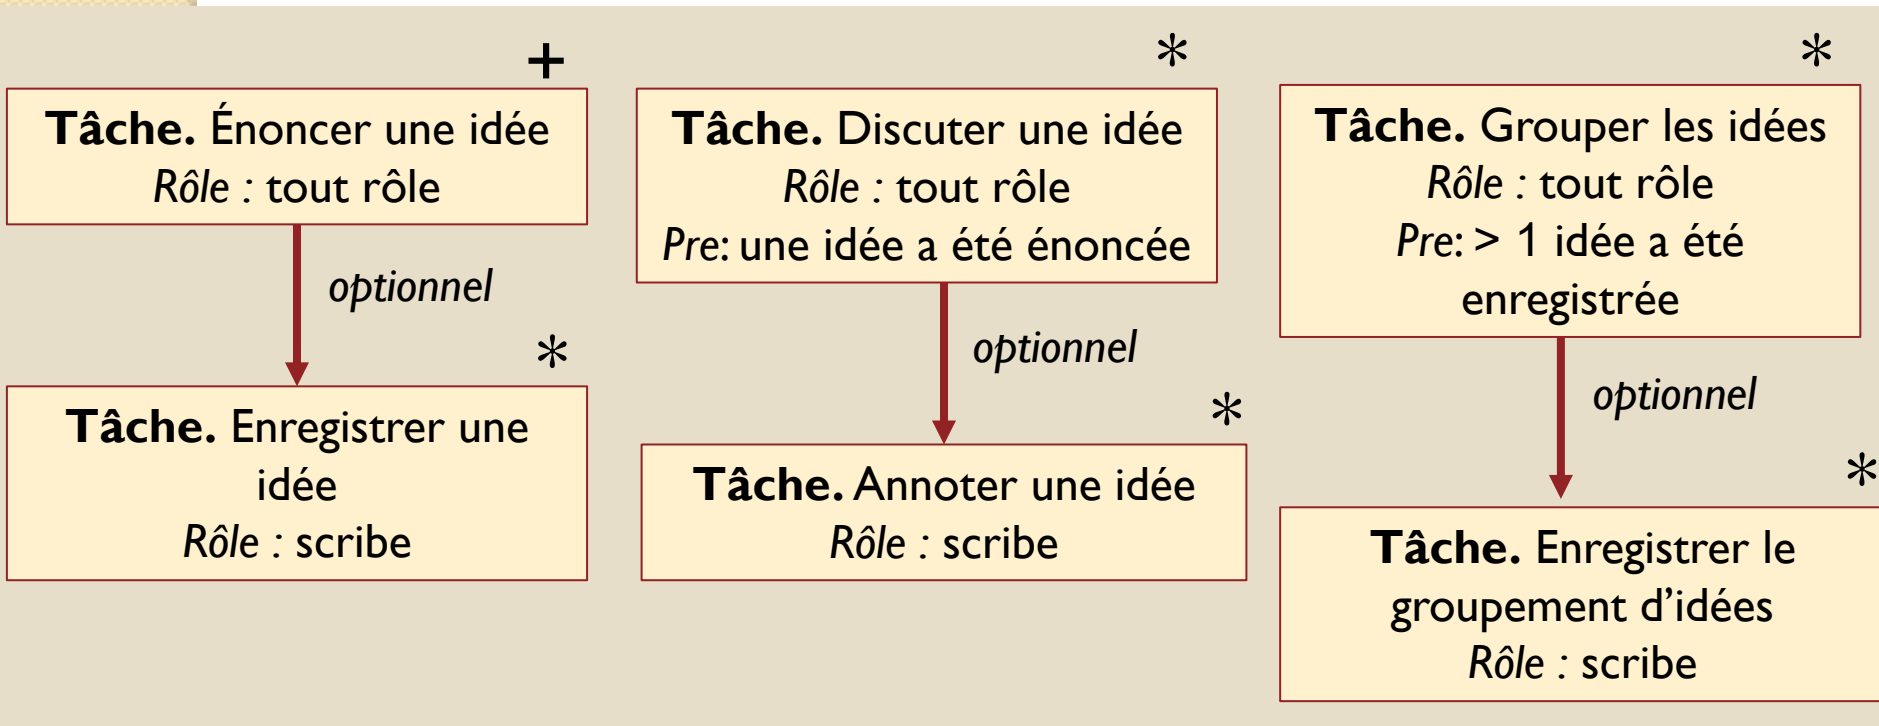 +
Tâche. Énoncer une idée
Rôle : tout rôle
optionnel
*
Tâche. Enregistrer une
idée
Rôle : scribe
*
Tâche. Discuter une idée
Rôle : tout rôle
Pre: une idée a été énoncée
optionnel
*
Tâche. Annoter une idée
Rôle : scribe
*
Tâche. Grouper les idées
Rôle : tout rôle
Pre: > 1 idée a été
enregistrée
optionnel
*
Tâche. Enregistrer le
groupement d’idées
Rôle : scribe